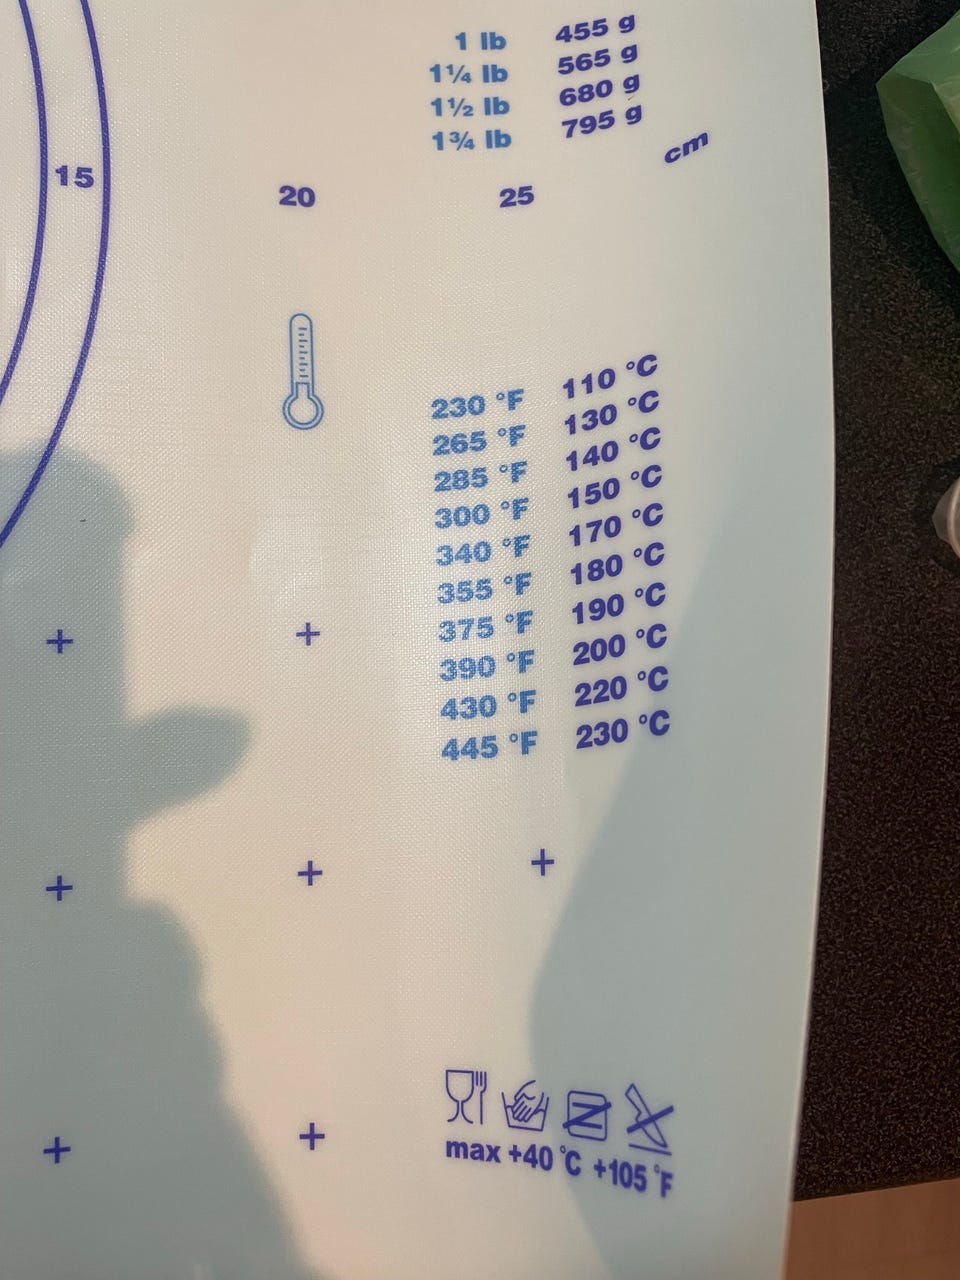 1 lb 455 g
1¼ lb 565 g
1½ lb 680 g
1¾ lb 795 g
cm
15 20 25
230 °F 110 °C
265 °F 130 °C
285 °F 140 °C
300 °F 150 °C
340 °F 170 °C
355 °F 180 °C
375 °F 190 °C
390 °F 200 °C
430 °F 220 °C
445 °F 230 °C
max +40 °C +105 °F